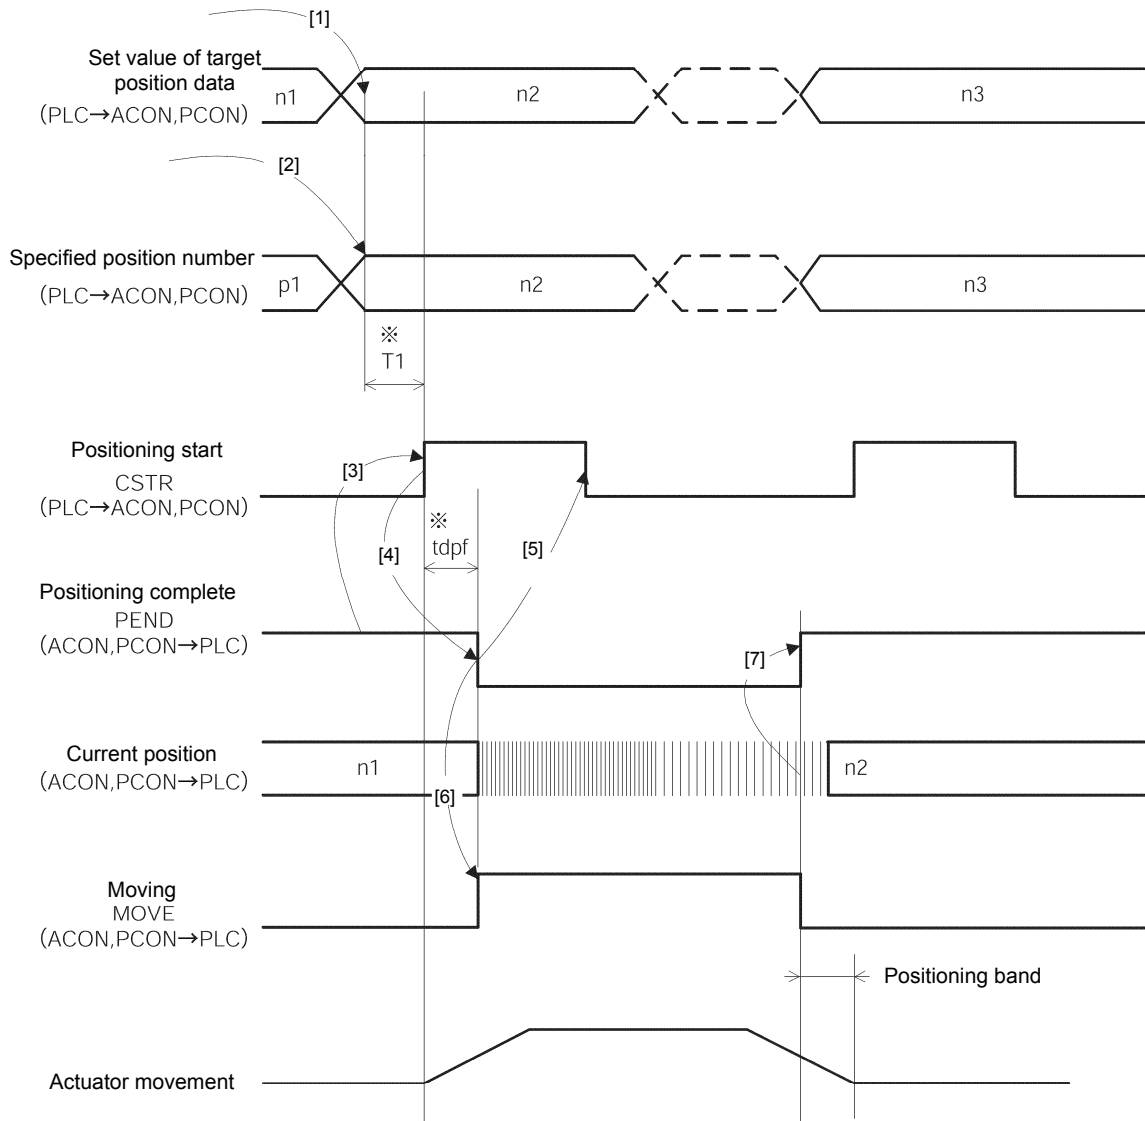 [1]
Set value of target
position data
(PLC→ACON,PCON)
n1
n2
n3
[2]
Specified position number
(PLC→ACON,PCON)
p1
n2
n3
※
T1
Positioning start
CSTR
(PLC→ACON,PCON)
[3]
※
tdpf
[4]
[5]
Positioning complete
PEND
(ACON,PCON→PLC)
[7]
Current position
(ACON,PCON→PLC)
n1
n2
[6]
Moving
MOVE
(ACON,PCON→PLC)
Positioning band
Actuator movement